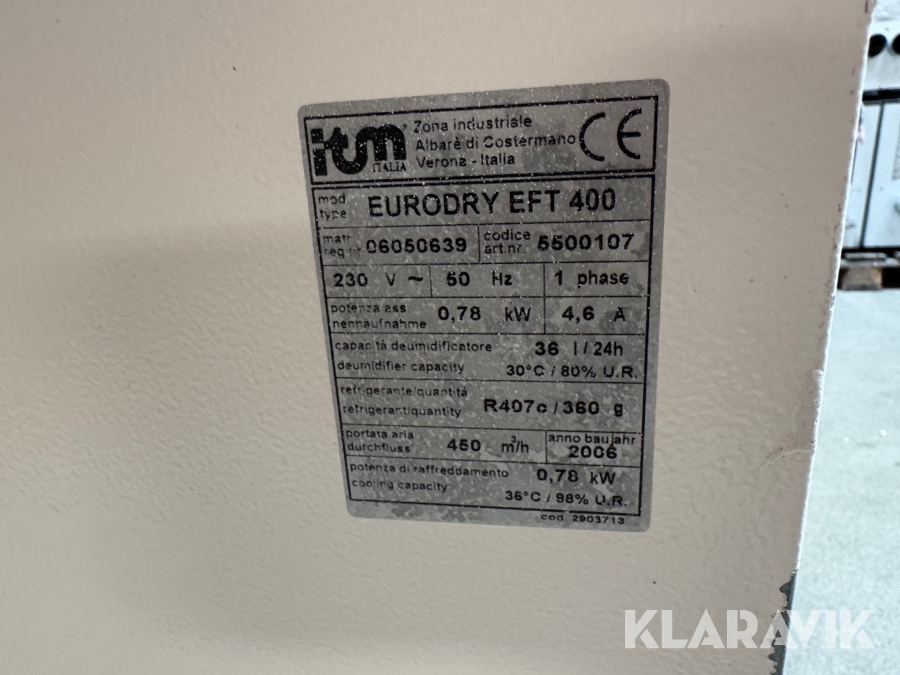 itm ITALIA
Zona industriale
Albarè di Costermano
Verona - Italia
CE
mod. type EURODRY EFT 400
matr. reg.nr. 06050639 codice art.nr. 5500107
230 V ~ 50 Hz 1 phase
potenza ass
nennaufnahme 0,78 kW 4,6 A
capacità deumidificatore 36 l/24h
deumidifier capacity 30°C / 80% U.R.
refrigerante/quantità
refrigerant/quantity R407c / 360 g
portata aria
durchfluss 450 m³/h anno baujahr
2006
potenza di raffreddamento 0,78 kW
cooling capacity 36°C / 98% U.R.
cod. 2903713
KLARAVIK